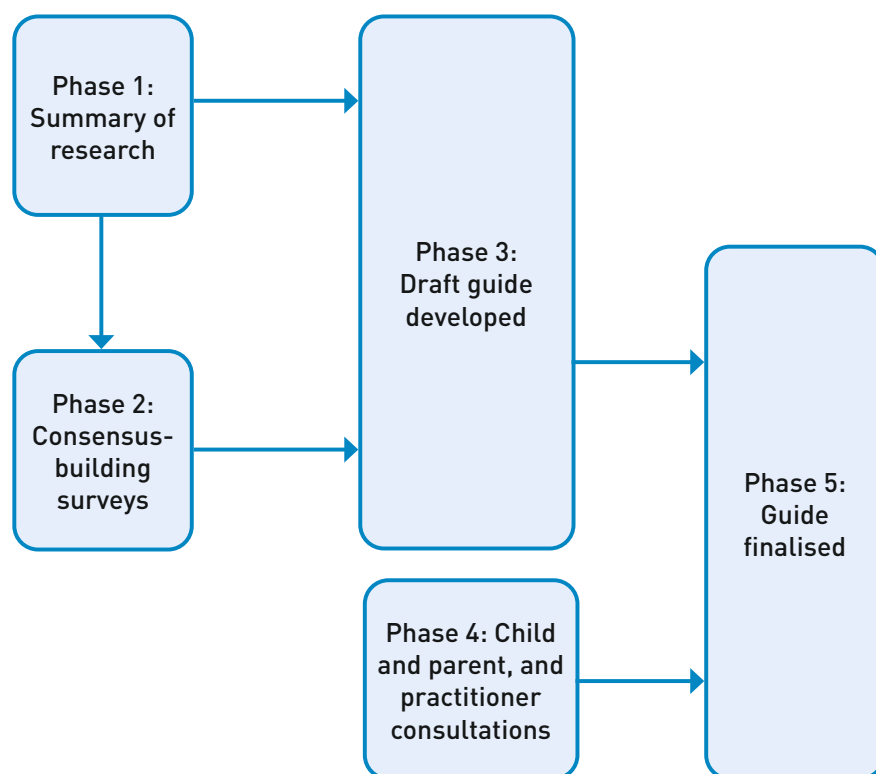 Phase 1:
Summary of
research
Phase 2:
Consensus-
building
surveys
Phase 3:
Draft guide
developed
Phase 4: Child
and parent, and
practitioner
consultations
Phase 5:
Guide
finalised